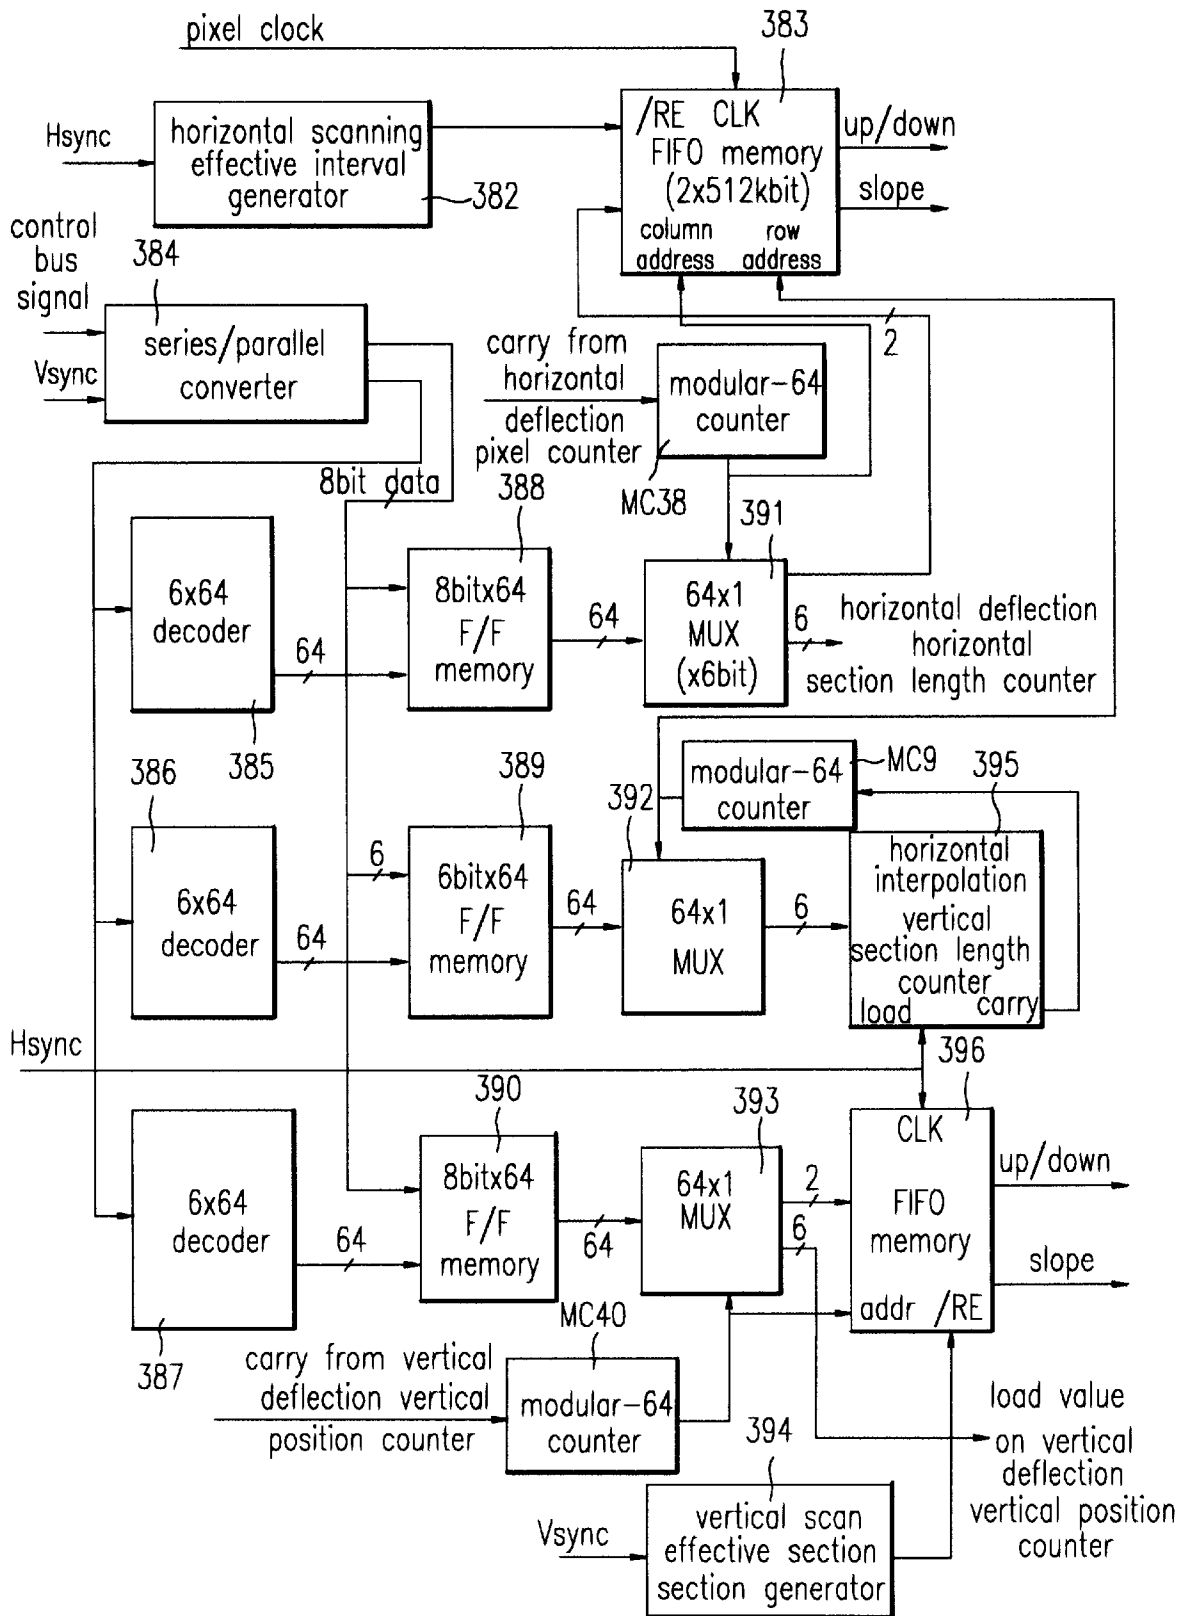 pixel clock
383
Hsync
horizontal scanning
effective interval
generator
382
/RE CLK
FIFO memory
(2x512kbit)
column
address
row
address
up/down
slope
control
bus
signal
384
Vsync
series/parallel
converter
carry from
horizontal
deflection
pixel counter
modular-64
counter
2
MC38
8bit data
388
391
6x64
decoder
64
385
8bitx64
F/F
memory
64
64x1
MUX
(x6bit)
6
horizontal deflection
horizontal
section length counter
386
389
392
modular-64
counter
MC9
395
6x64
decoder
64
6
6bitx64
F/F
memory
64
64x1
MUX
6
horizontal
interpolation
vertical
section length
counter
load
carry
Hsync
396
390
393
6x64
decoder
64
387
8bitx64
F/F
memory
64
64x1
MUX
2
6
CLK
FIFO
memory
addr /RE
up/down
slope
MC40
carry from vertical
deflection vertical
position counter
modular-64
counter
394
load value
on vertical
deflection
vertical position
counter
Vsync
vertical scan
effective section
section generator